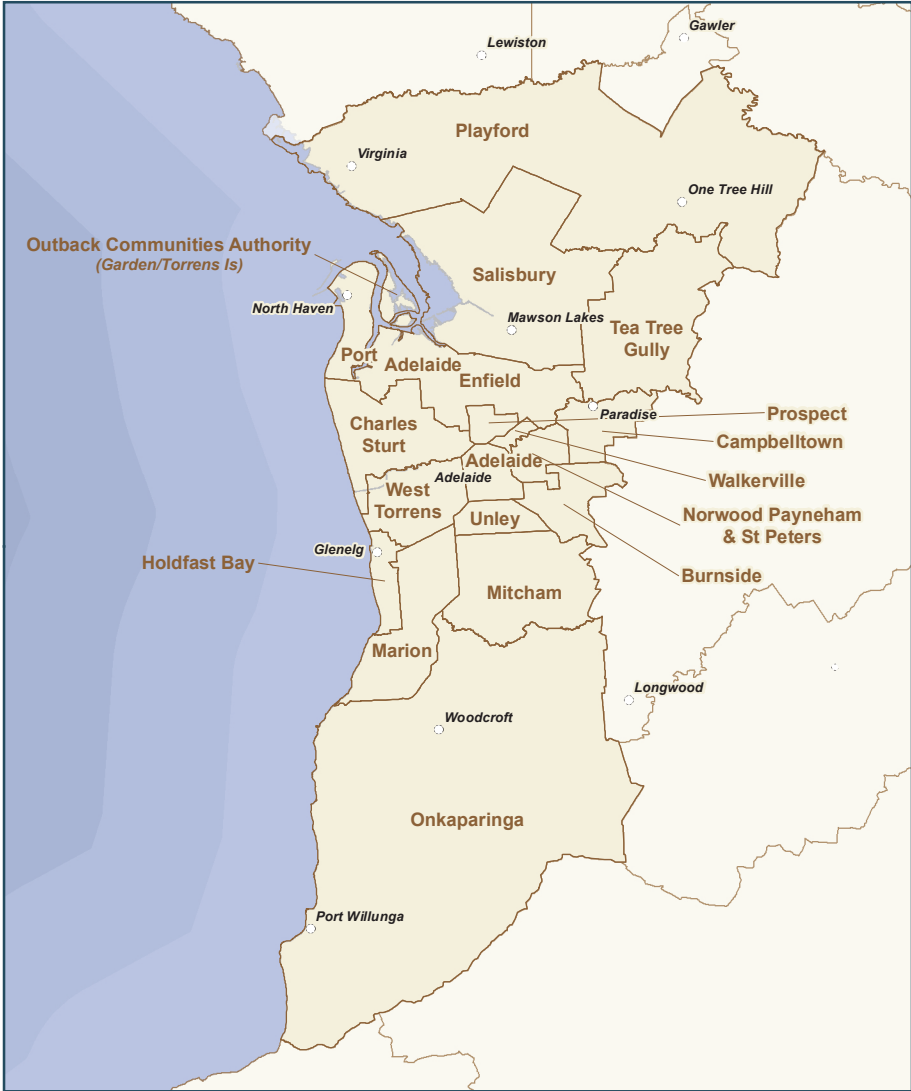 Gawler
Lewiston
Playford
Virginia
One Tree Hill
Outback Communities Authority
(Garden/Torrens Is)
Salisbury
North Haven
Mawson Lakes
Tea Tree
Gully
Port
Adelaide
Enfield
Paradise
Prospect
Charles
Sturt
Campbelltown
Adelaide
Adelaide
Walkerville
West
Torrens
Norwood Payneham
& St Peters
Unley
Glenelg
Holdfast Bay
Burnside
Mitcham
Marion
Longwood
Woodcroft
Onkaparinga
Port Willunga